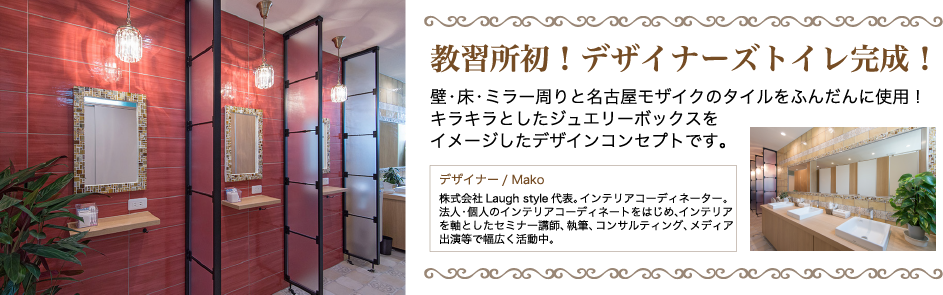 教習所初！デザイナーズトイレ完成！
壁・床・ミラー周りと名古屋モザイクのタイルをふんだんに使用！
キラキラとしたジュエリーボックスを
イメージしたデザインコンセプトです。
デザイナー / Mako
株式会社 Laugh style 代表。インテリアコーディネーター。
法人・個人のインテリアコーディネートをはじめ、インテリア
を軸としたセミナー講師、執筆、コンサルティング、メディア
出演等で幅広く活動中。